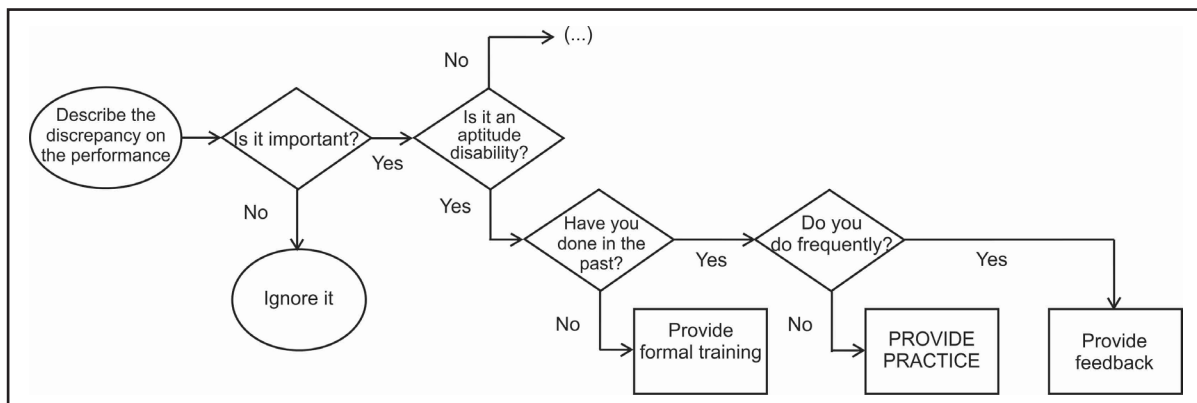 (...)
No
Describe the
discrepancy on
the performance
Is it important?
Is it an
aptitude
disability?
Yes
No
Yes
Ignore it
Have you
done in the
past?
Do you
do frequently?
Yes
Yes
No
No
Provide
formal training
PROVIDE
PRACTICE
Provide
feedback